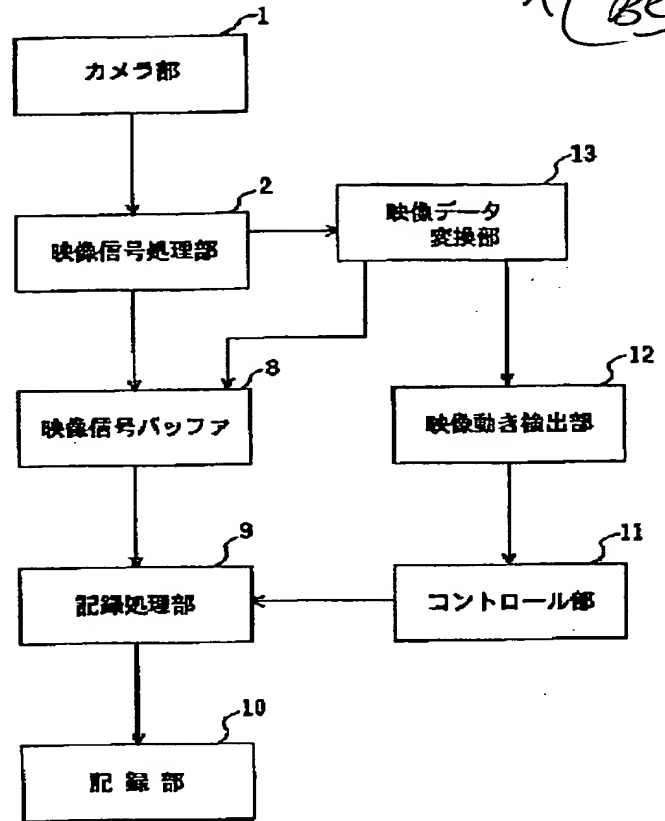 1
カメラ部
2
映像信号処理部
13
映像データ
変換部
8
映像信号バッファ
12
映像動き検出部
9
記録処理部
11
コントロール部
10
記録部